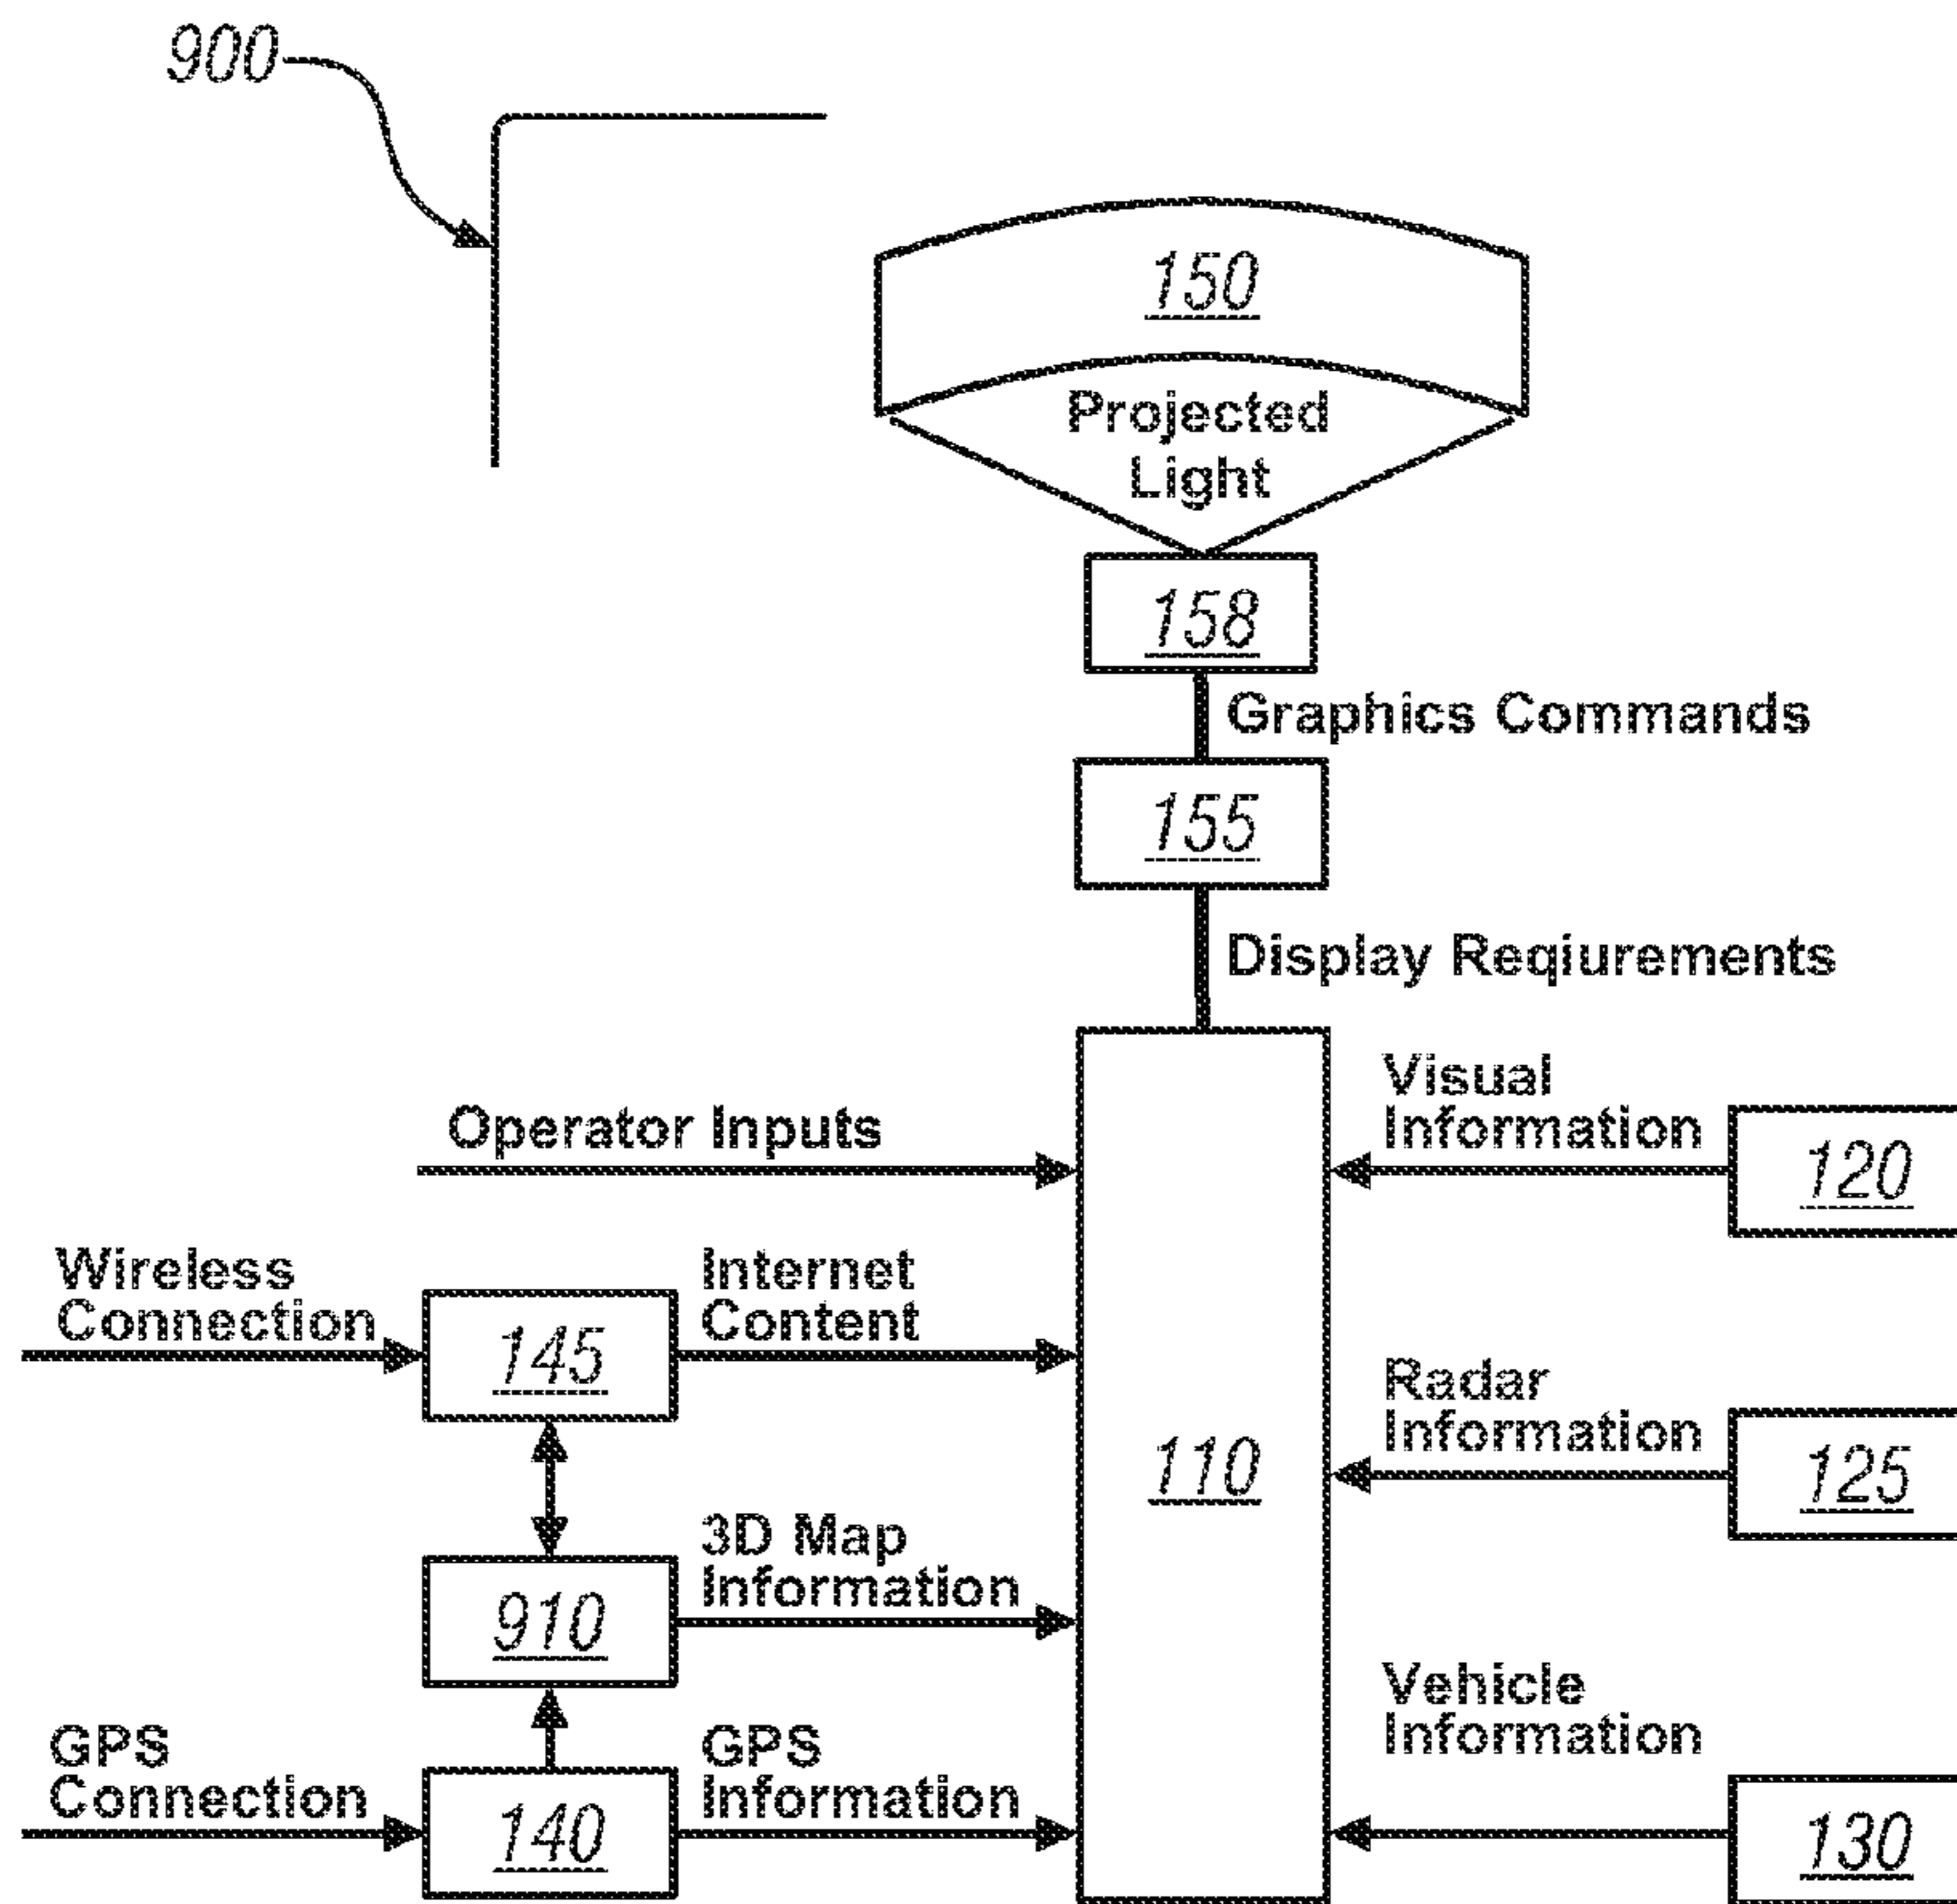 900
150
Projected
Light
158
Graphics Commands
155
Display Reqiurements
Visual
Information
Operator Inputs
120
Wireless
Connection
Internet
Content
145
Radar
Information
110
125
3D Map
Information
910
Vehicle
Information
GPS
Connection
GPS
Information
140
130